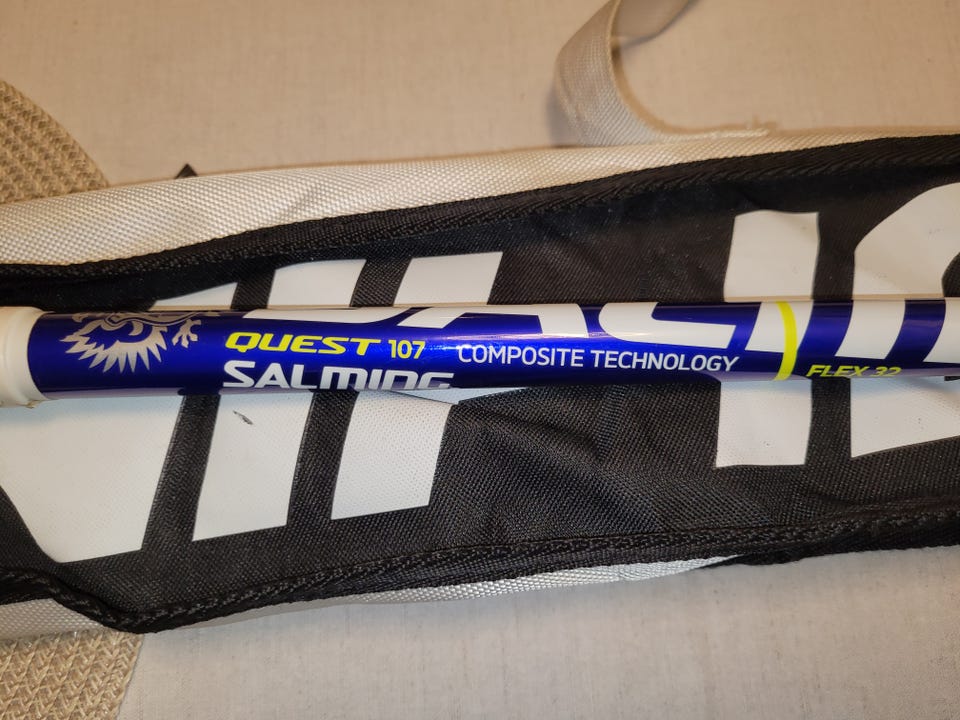 QUEST 107
SALMING
COMPOSITE TECHNOLOGY
FLEX 32